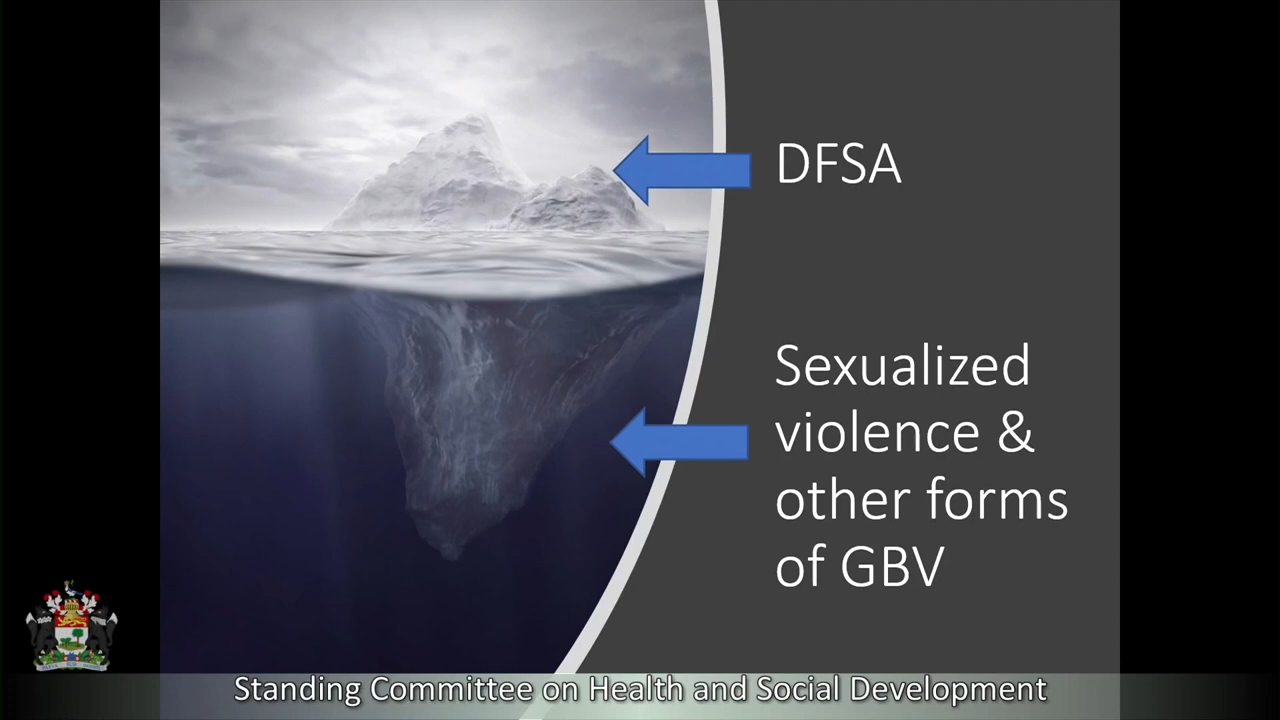 DFSA
Sexualized
violence &
other forms
of GBV
Standing Committee on Health and Social Development